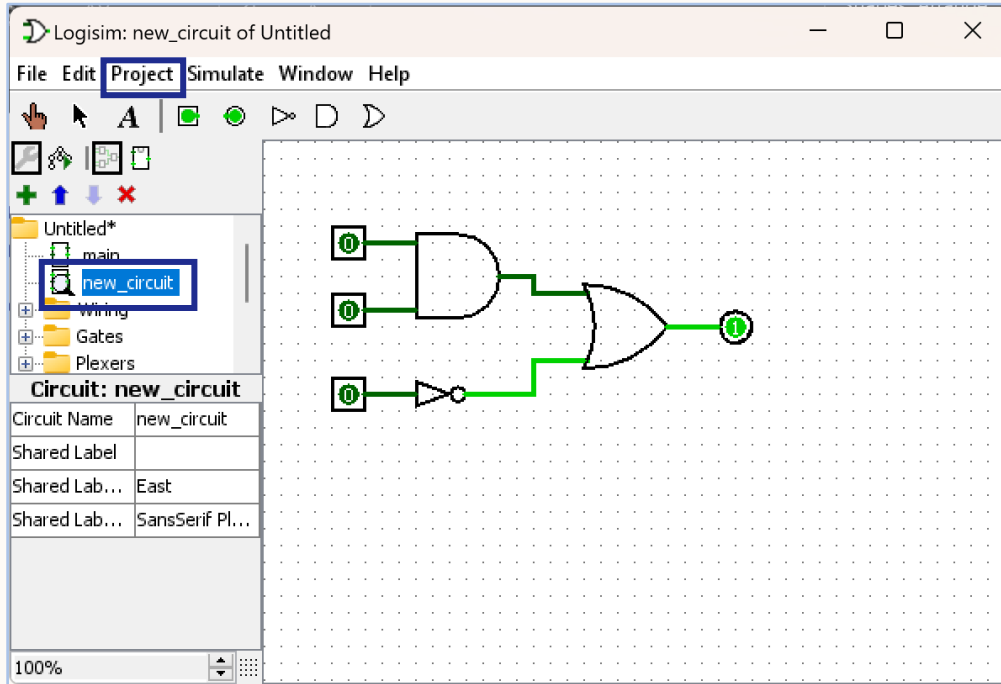 Logisim: new_circuit of Untitled
File Edit Project Simulate Window Help
A
Untitled*
main
new_circuit
Wiring
Gates
Plexers
Circuit: new_circuit
Circuit Name new_circuit
Shared Label
Shared Lab... East
Shared Lab... SansSerif Pl...
100%
0
0
0
1